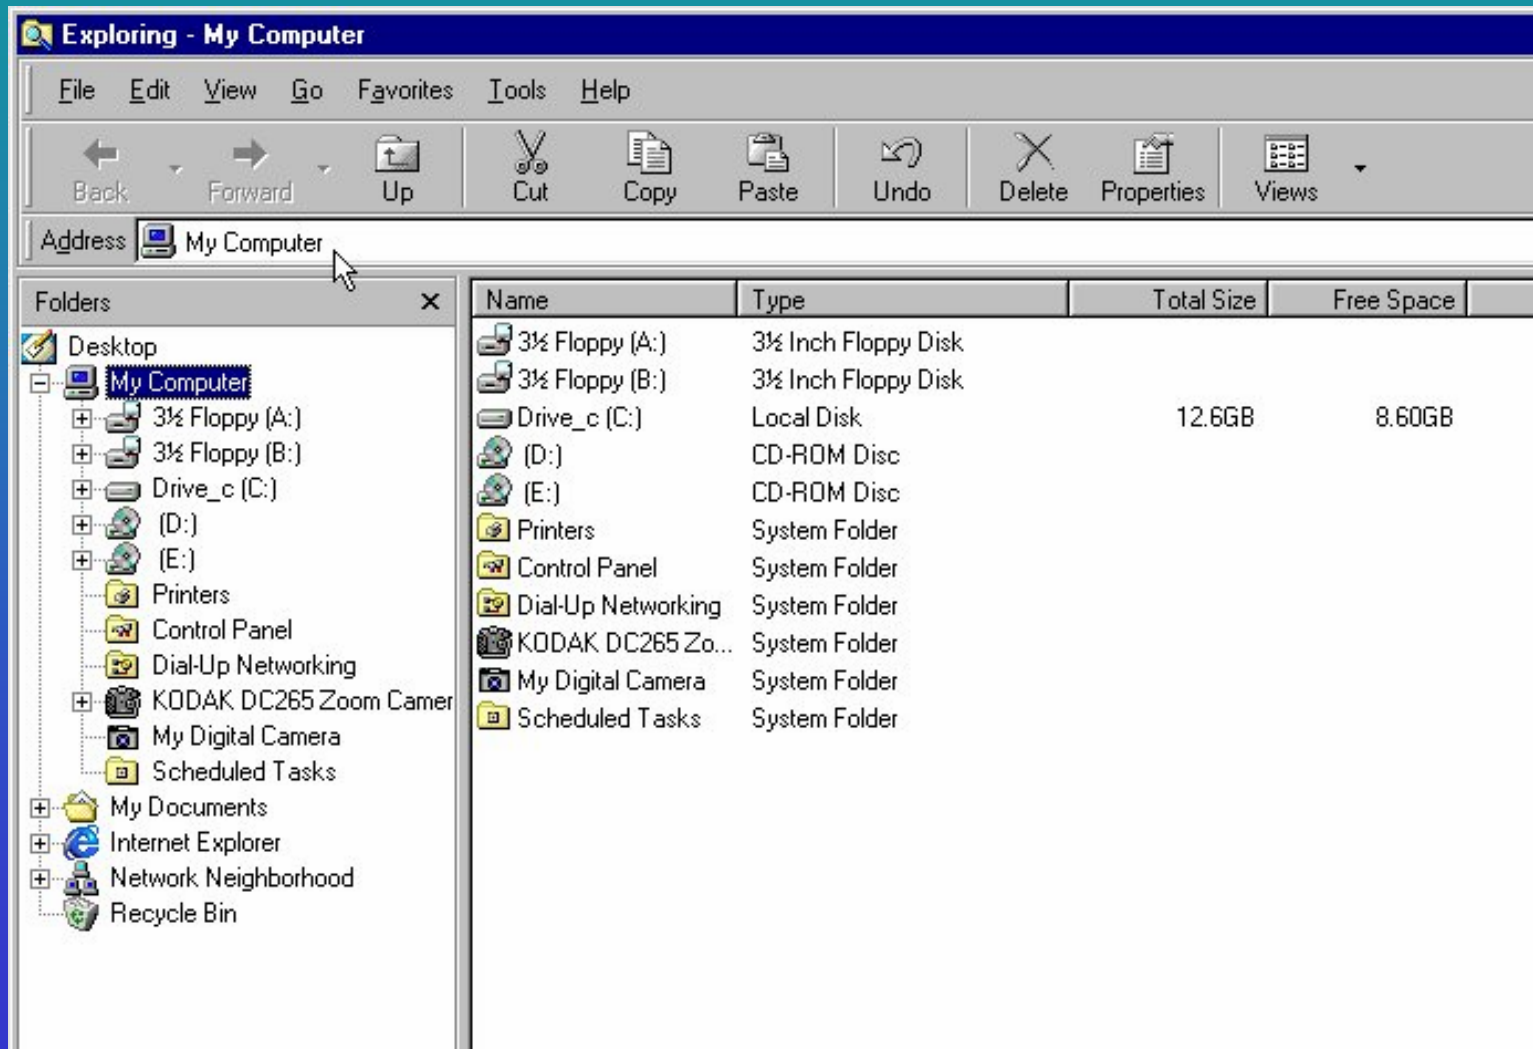 Exploring - My Computer
File Edit View Go Favorites Tools Help
Back Forward Up Cut Copy Paste Undo Delete Properties Views
Address My Computer
Folders
Desktop
My Computer
3½ Floppy (A:)
3½ Floppy (B:)
Drive_c (C:)
(D:)
(E:)
Printers
Control Panel
Dial-Up Networking
KODAK DC265 Zoom Camer
My Digital Camera
Scheduled Tasks
My Documents
Internet Explorer
Network Neighborhood
Recycle Bin
Name Type Total Size Free Space
3½ Floppy (A:) 3½ Inch Floppy Disk
3½ Floppy (B:) 3½ Inch Floppy Disk
Drive_c (C:) Local Disk 12.6GB 8.60GB
(D:) CD-ROM Disc
(E:) CD-ROM Disc
Printers System Folder
Control Panel System Folder
Dial-Up Networking System Folder
KODAK DC265 Zo... System Folder
My Digital Camera System Folder
Scheduled Tasks System Folder